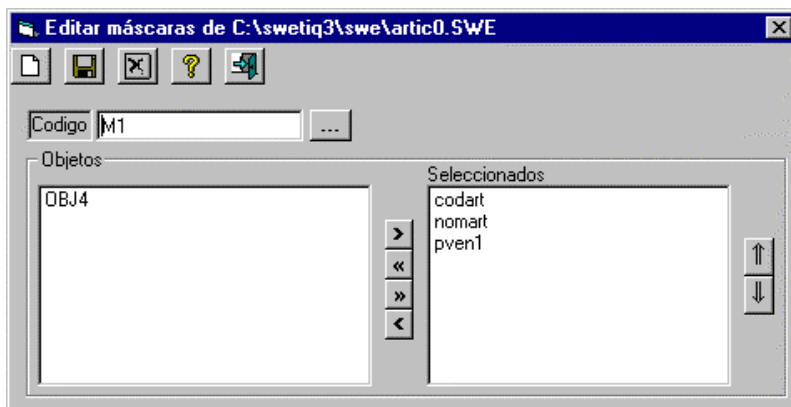 Editar máscaras de C:\swetiq3\swe\artic0.SWE
Codigo M1 ...
Objetos
Seleccionados
OBJ4
codart
nomart
pven1
>
«
»
<